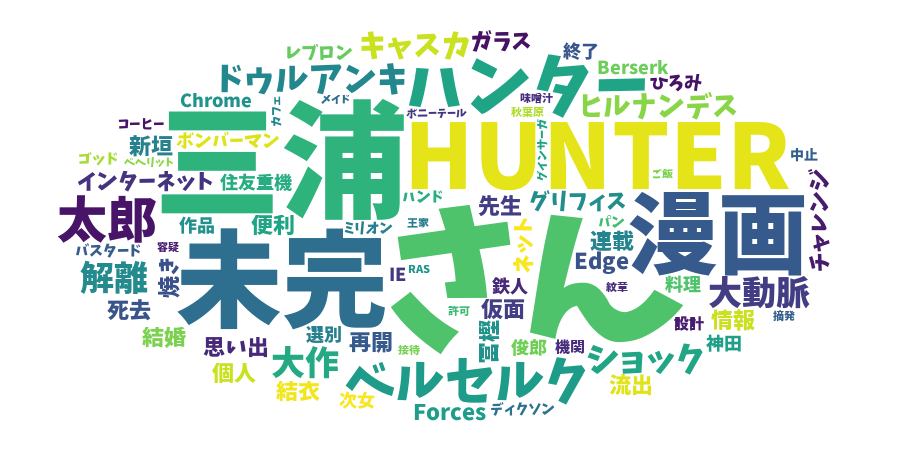 レブロン
キャスカ
ガラス
終了
ドゥルアンキ
ハンター
Berserk
ひろみ
Chrome
カフェ
メイド
味噌汁
ヒルナンデス
コーヒー
三浦
ポニーテール
秋葉原
新垣
ボンバーマン
HUNTER
グインサーガ
中止
ゴッド
ベヘリット
インターネット
住友重機
ご飯
チャレンジ
太郎
作品
便利
ハンド
先生
グリフィス
漫画
ミリオン
王家
さん
パン
連載
バスタード
容疑
未完
ネット
解離
焼き
IE
RAS
Edge
料理
大動脈
鉄人
紋章
死去
仮面
許可
設計
情報
摘発
結婚
思い出
選別
再開
冨樫
接待
俊郎
機関
ショック
神田
個人
大作
ベルセルク
流出
結衣
次女
Forces
ディクソン